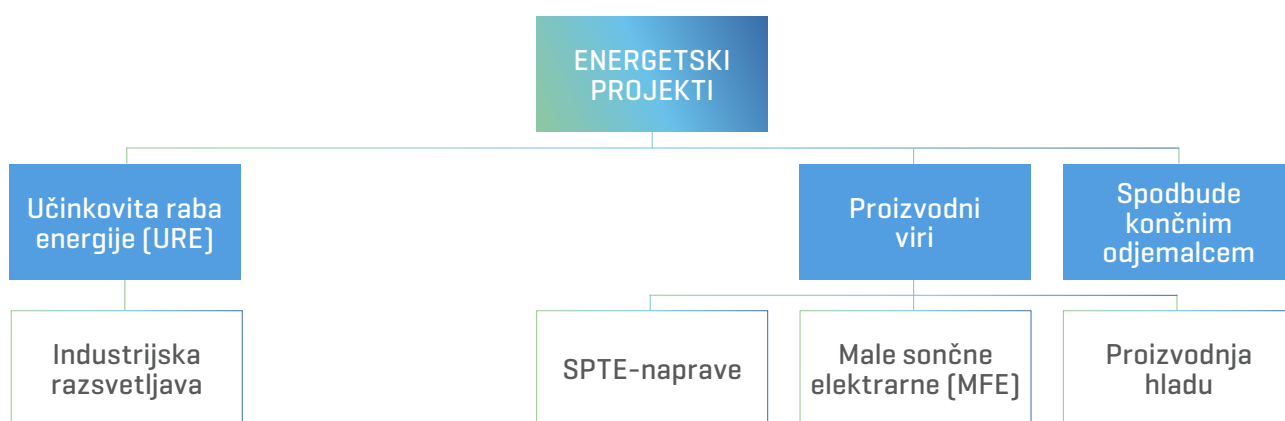 ENERGETSKI
PROJEKTI
Učinkovita raba
energije (URE)
Proizvodni
viri
Spodbude
končnim
odjemalcem
Industrijska
razsvetljava
SPTE-naprave
Male sončne
elektrarne (MFE)
Proizvodnja
hladu